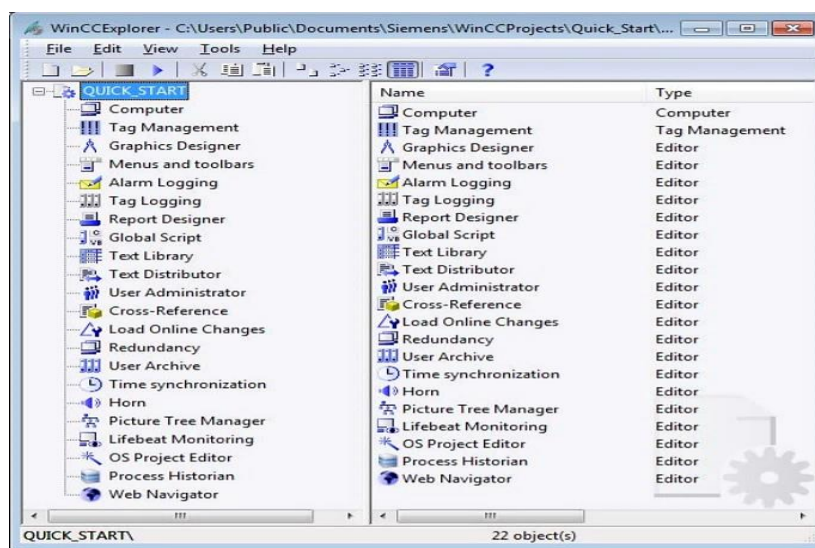 WinCCExplorer - C:\Users\Public\Documents\Siemens\WinCCProjects\Quick_Start\...
File Edit View Tools Help
QUICK_START
Computer
Tag Management
Graphics Designer
Menus and toolbars
Alarm Logging
Tag Logging
Report Designer
Global Script
Text Library
Text Distributor
User Administrator
Cross-Reference
Load Online Changes
Redundancy
User Archive
Time synchronization
Horn
Picture Tree Manager
Lifebeat Monitoring
OS Project Editor
Process Historian
Web Navigator
Name Type
Computer Computer
Tag Management Tag Management
Graphics Designer Editor
Menus and toolbars Editor
Alarm Logging Editor
Tag Logging Editor
Report Designer Editor
Global Script Editor
Text Library Editor
Text Distributor Editor
User Administrator Editor
Cross-Reference Editor
Load Online Changes Editor
Redundancy Editor
User Archive Editor
Time synchronization Editor
Horn Editor
Picture Tree Manager Editor
Lifebeat Monitoring Editor
OS Project Editor Editor
Process Historian Editor
Web Navigator Editor
QUICK_START\ 22 object(s)